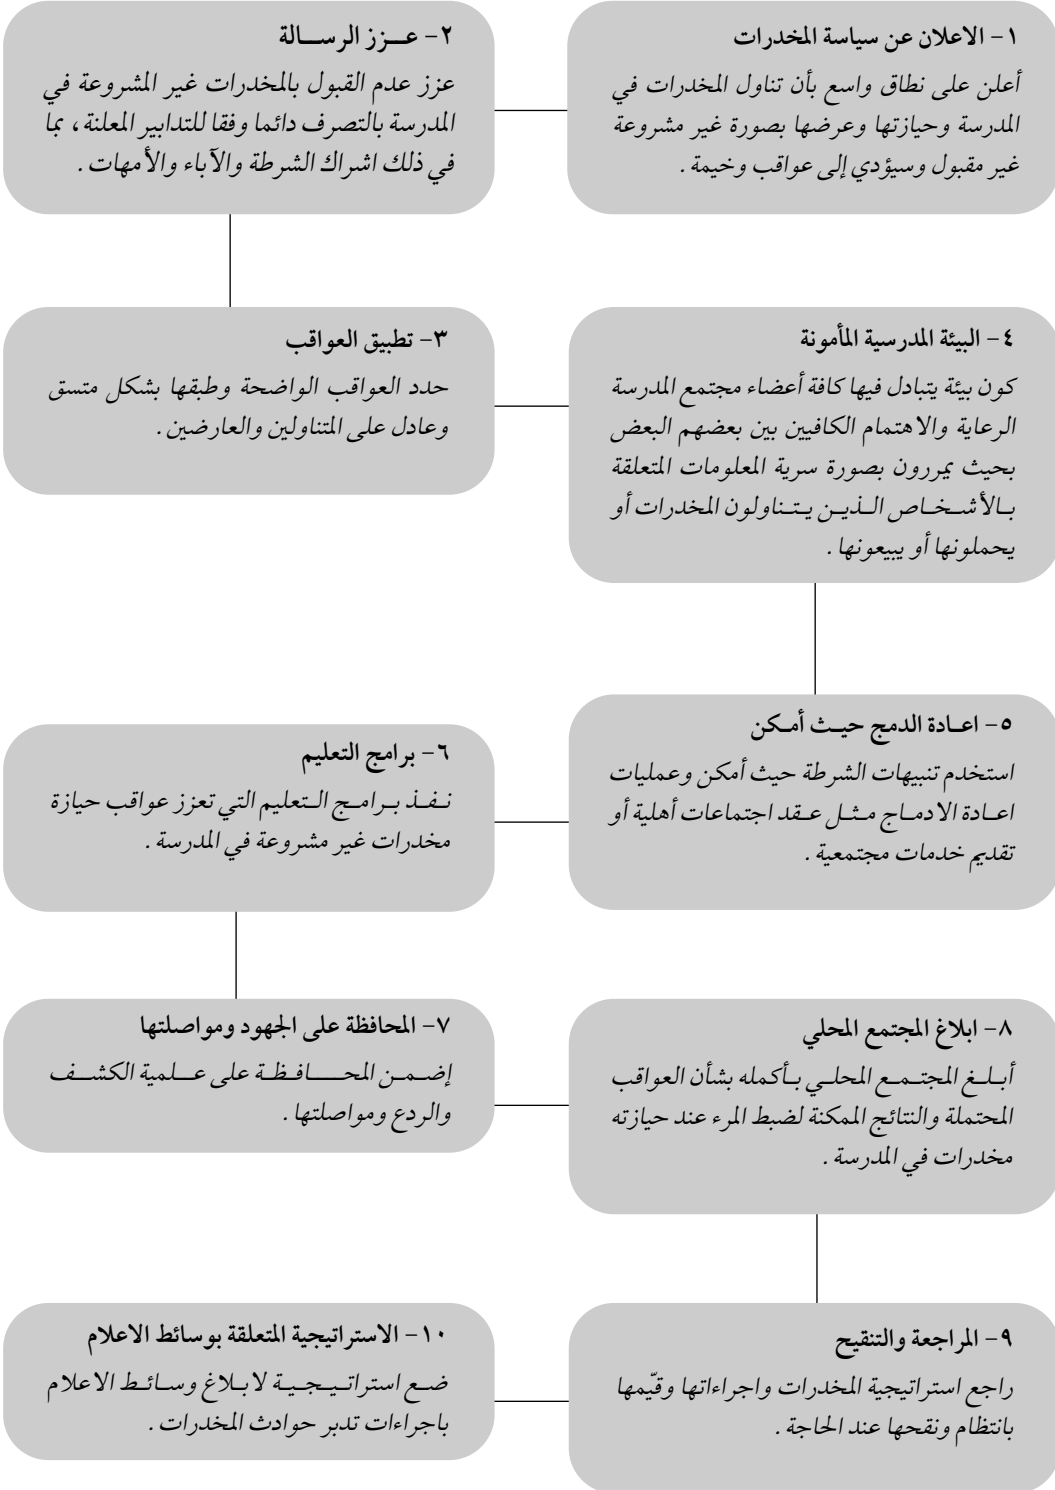 ١- الاعلان عن سياسة المخدرات
أعلن على نطاق واسع بأن تناول المخدرات في
المدرسة وحيازتها وعرضها بصورة غير مشروعة
غير مقبول وسيؤدي إلى عواقب وخيمة.
٢- عـــزز الرســـالة
عزز عدم القبول بالمخدرات غير المشروعة في
المدرسة بالتصرف دائما وفقا للتدابير المعلنة، بما
في ذلك اشراك الشرطة والآباء والأمهات.
٣- تطبيق العواقب
حدد العواقب الواضحة وطبقها بشكل متسق
وعادل على المتناولين والعارضين.
٤- البيئة المدرسية المأمونة
كون بيئة يتبادل فيها كافة أعضاء مجتمع المدرسة
الرعاية والاهتمام الكافيين بين بعضهم البعض
بحيث يمررون بصورة سرية المعلومات المتعلقة
بـالأشـخـاص الـذيـن يـتـناولون المخدرات أو
يحملونها أو يبيعونها.
٥- اعـادة الدمج حيـث أمـكن
استخدم تنبيهات الشرطة حيث أمكن وعمليات
اعـادة الادمـاج مـثـل عـقد اجتماعات أهلية أو
تقديم خدمات مجتمعية.
٦- برامج التعليم
نـفـذ بـرامـج الـتعليم التي تعزز عواقب حيازة
مخدرات غير مشروعة في المدرسة.
٧- المحافظة على الجهود ومواصلتها
إضـمـن المحـــافـظـة على عـــلمية الكشـــف
والردع ومواصلتها.
٨- ابلاغ المجتمع المحلي
أبـلـغ المجتـمـع المحلـي بـأكمله بشأن العواقب
المحتملة والنتائج الممكنة لضبط المرء عند حيازته
مخدرات في المدرسة.
٩- المراجعة والتنقيح
راجع استراتيجية المخدرات واجراءاتها وقيّمها
بانتظام ونقحها عند الحاجة.
١٠- الاستراتيجية المتعلقة بوسائط الاعلام
ضـع استراتـيـجـيـة لابـلاغ وسـائـط الاعلام
باجراءات تدبر حوادث المخدرات.